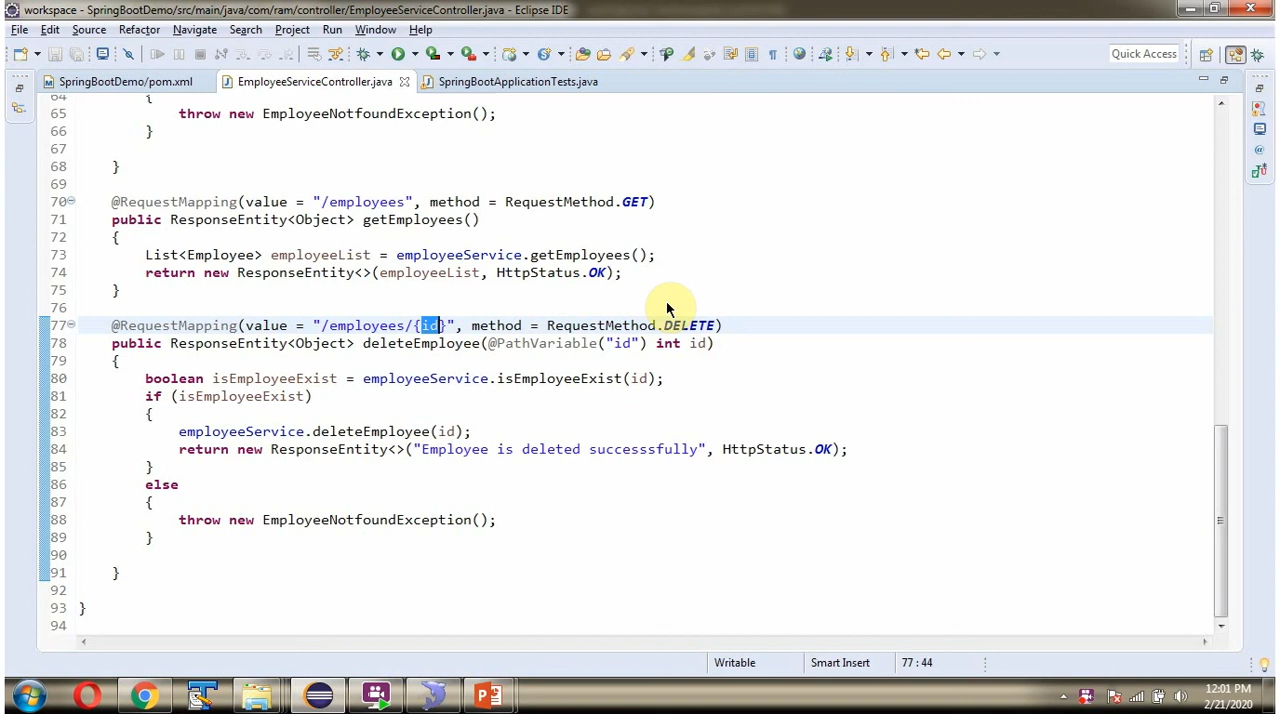 workspace - SpringBootDemo/src/main/java/com/ram/controller/EmployeeServiceController.java - Eclipse IDE
File Edit Source Refactor Navigate Search Project Run Window Help
Quick Access
SpringBootDemo/pom.xml EmployeeServiceController.java SpringBootApplicationTests.java
64 {
65 throw new EmployeeNotfoundException();
66 }
67
68 }
69
70 @RequestMapping(value = "/employees", method = RequestMethod.GET)
71 public ResponseEntity<Object> getEmployees()
72 {
73 List<Employee> employeeList = employeeService.getEmployees();
74 return new ResponseEntity<>(employeeList, HttpStatus.OK);
75 }
76
77 @RequestMapping(value = "/employees/{id}", method = RequestMethod.DELETE)
78 public ResponseEntity<Object> deleteEmployee(@PathVariable("id") int id)
79 {
80 boolean isEmployeeExist = employeeService.isEmployeeExist(id);
81 if (isEmployeeExist)
82 {
83 employeeService.deleteEmployee(id);
84 return new ResponseEntity<>("Employee is deleted successsfully", HttpStatus.OK);
85 }
86 else
87 {
88 throw new EmployeeNotfoundException();
89 }
90
91 }
92
93 }
94
Writable Smart Insert 77 : 44
12:01 PM
2/21/2020